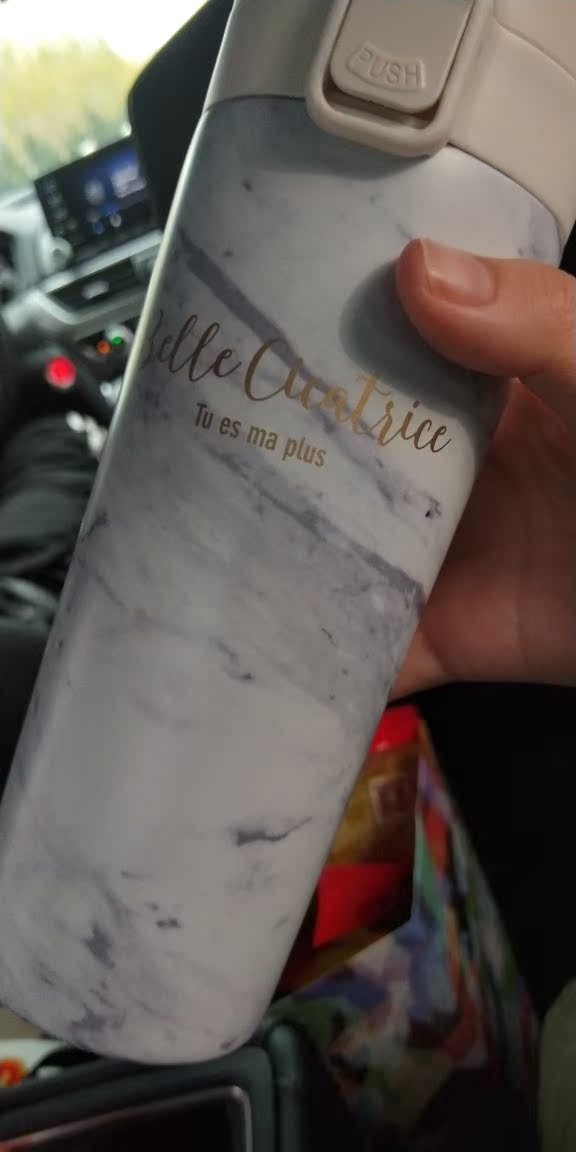 PUSH
Belle Cicatrice
Tu es ma plus